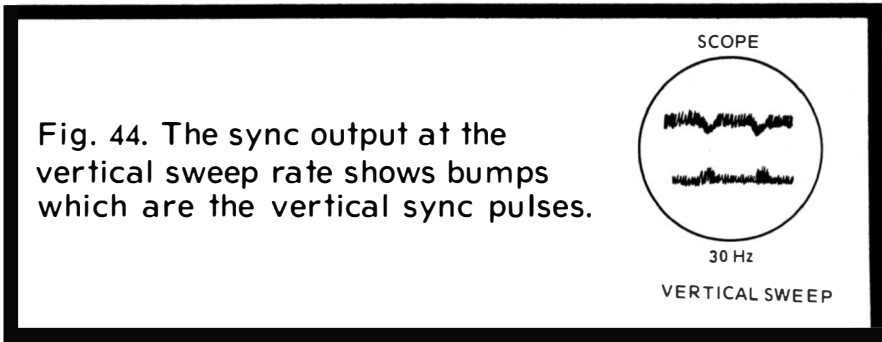 Fig. 44. The sync output at the
vertical sweep rate shows bumps
which are the vertical sync pulses.
SCOPE
30 Hz
VERTICAL SWEEP